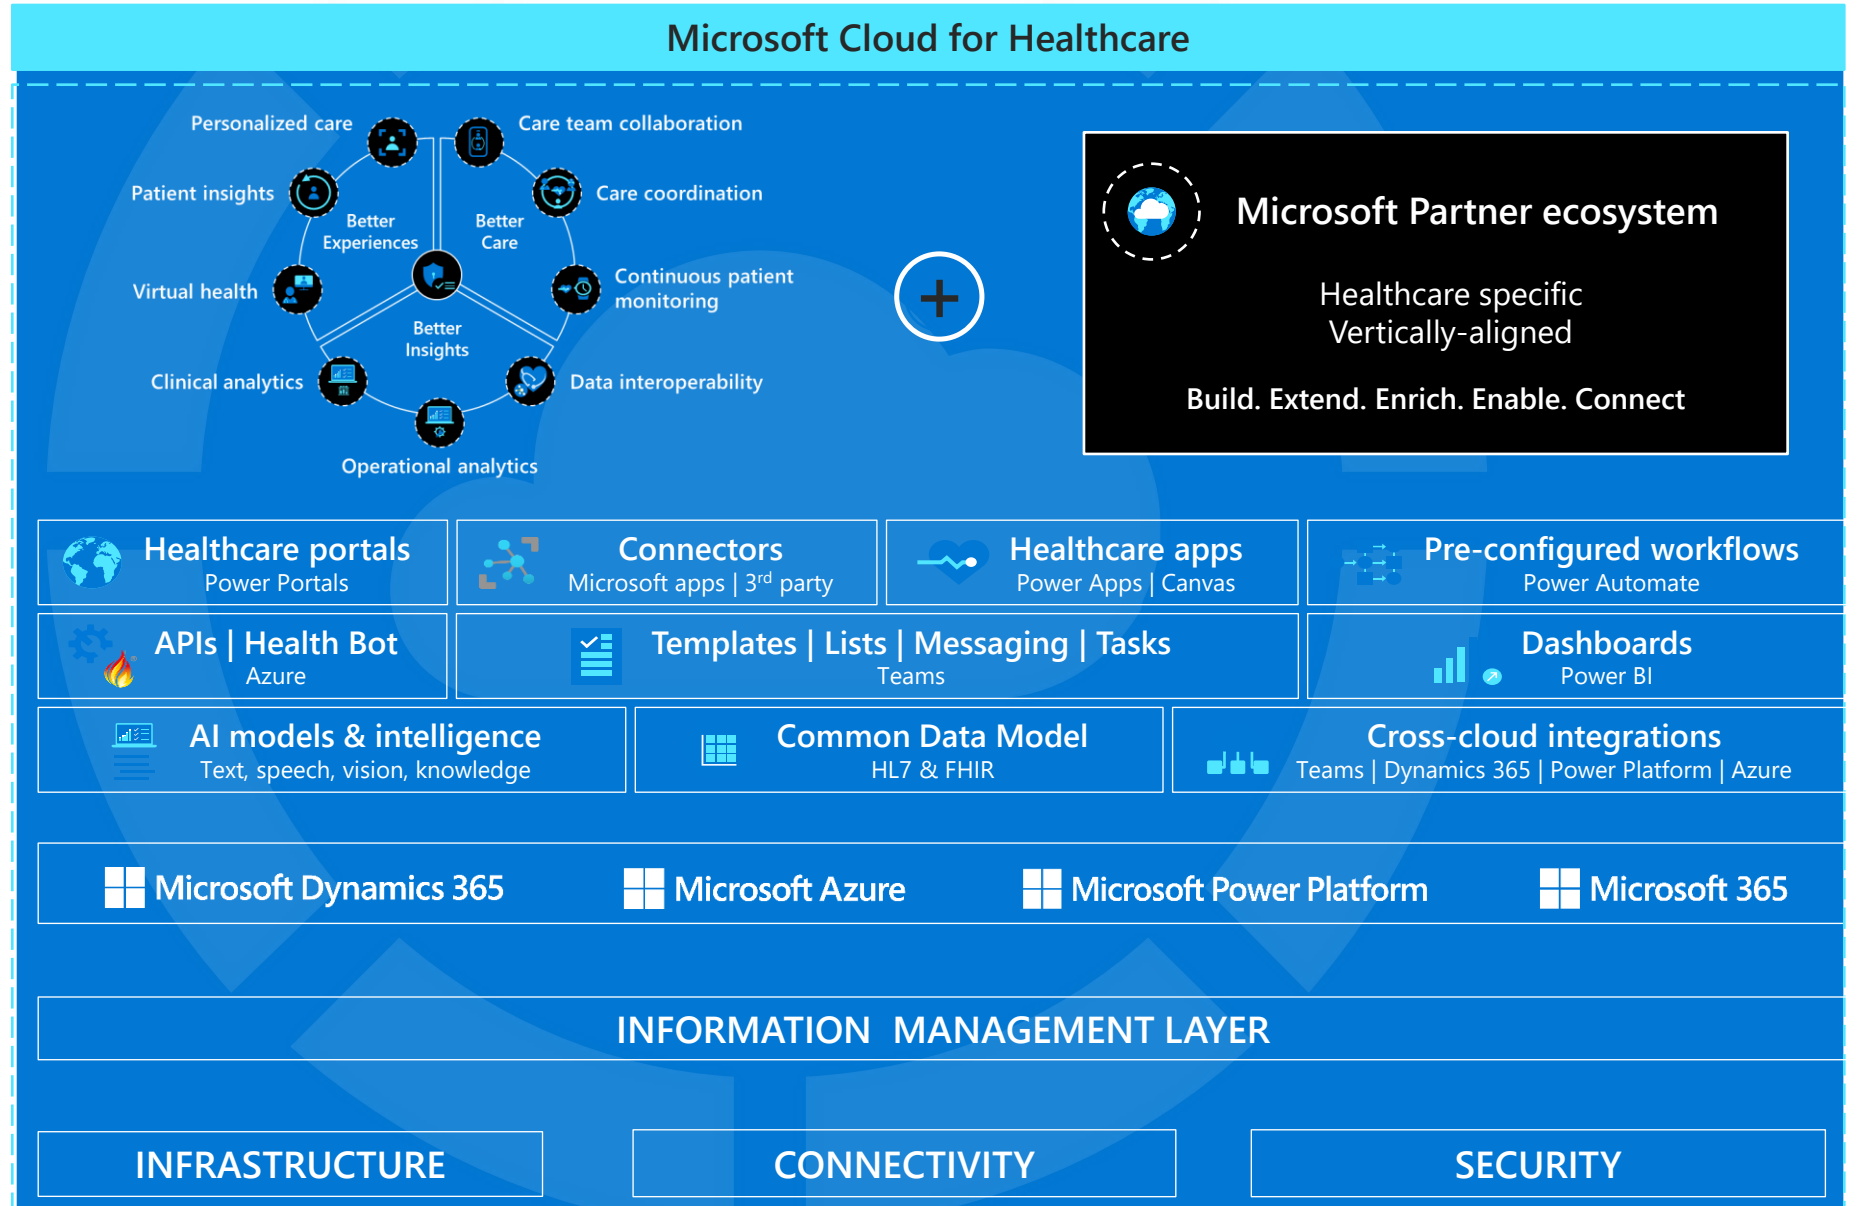 Microsoft Cloud for Healthcare
Personalized care
Care team collaboration
Patient insights
Care coordination
Better
Experiences
Better
Care
Virtual health
Continuous patient
monitoring
Better
Insights
Clinical analytics
Data interoperability
Operational analytics
+
Microsoft Partner ecosystem
Healthcare specific
Vertically-aligned
Build. Extend. Enrich. Enable. Connect
Healthcare portals
Power Portals
Connectors
Microsoft apps | 3rd party
Healthcare apps
Power Apps | Canvas
Pre-configured workflows
Power Automate
APIs | Health Bot
Azure
Templates | Lists | Messaging | Tasks
Teams
Dashboards
Power BI
AI models & intelligence
Text, speech, vision, knowledge
Common Data Model
HL7 & FHIR
Cross-cloud integrations
Teams | Dynamics 365 | Power Platform | Azure
Microsoft Dynamics 365
Microsoft Azure
Microsoft Power Platform
Microsoft 365
INFORMATION MANAGEMENT LAYER
INFRASTRUCTURE
CONNECTIVITY
SECURITY